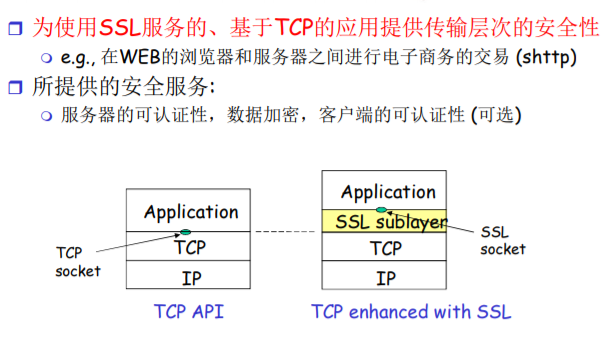 为使用SSL服务的、基于TCP的应用提供传输层次的安全性
e.g., 在WEB的浏览器和服务器之间进行电子商务的交易 (shttp)
所提供的安全服务:
服务器的可认证性，数据加密，客户端的可认证性 (可选)
Application
TCP
IP
TCP socket
TCP API
Application
SSL sublayer
TCP
IP
SSL socket
TCP enhanced with SSL